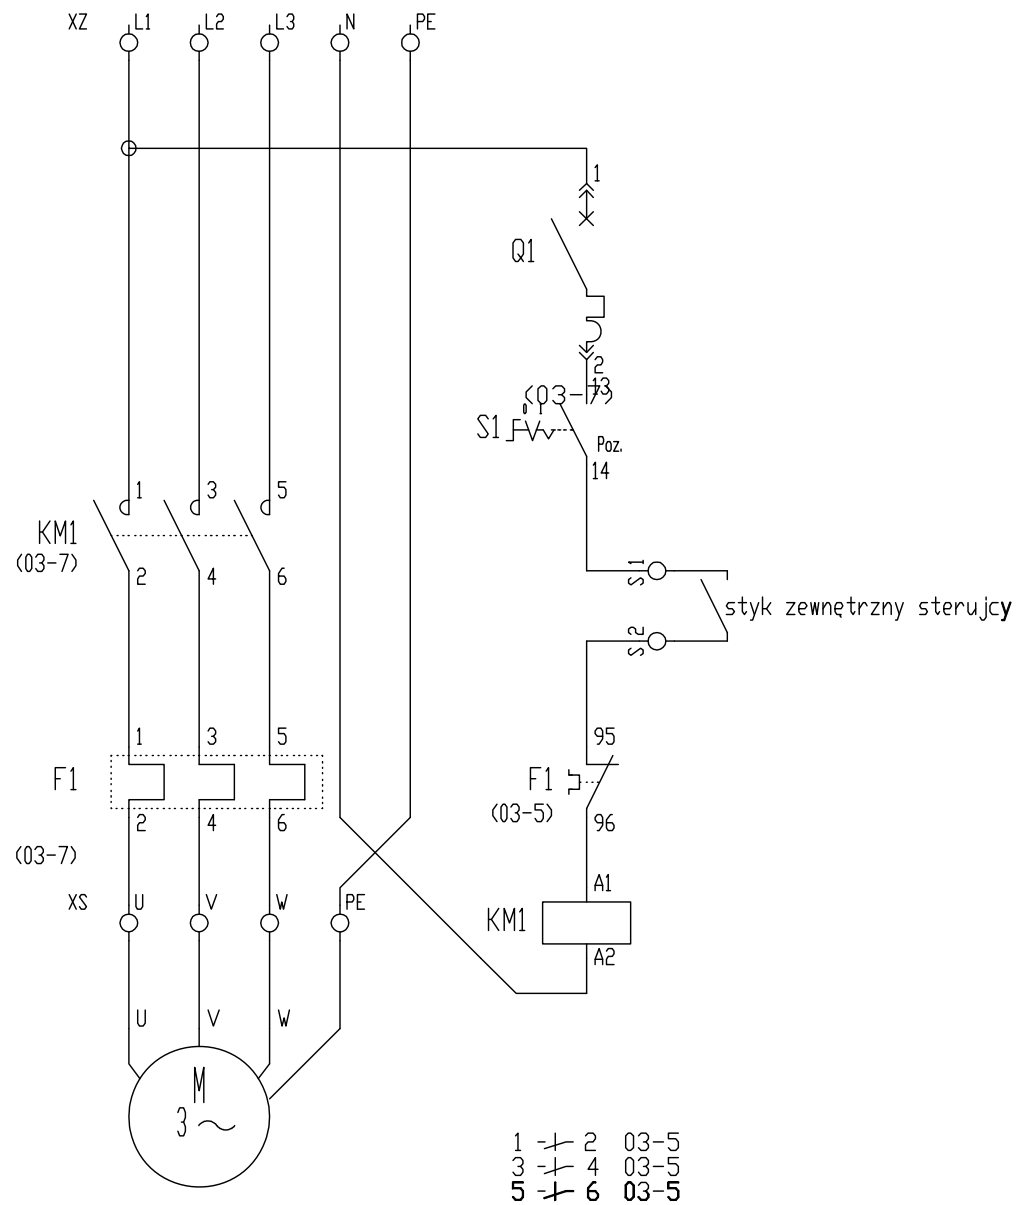 XZ L1 L2 L3 N PE
1
Q1
2
13
(03-7)
0 1
S1
Poz.
14
1 3 5
KM1
(03-7)
2 4 6
S1
styk zewnętrzny sterujcy
S2
1 3 5
95
F1
F1
(03-5)
2 4 6
96
(03-7)
A1
XS U V W PE
KM1
A2
U V W
M
3 ~
1 2 03-5
3 4 03-5
5 6 03-5